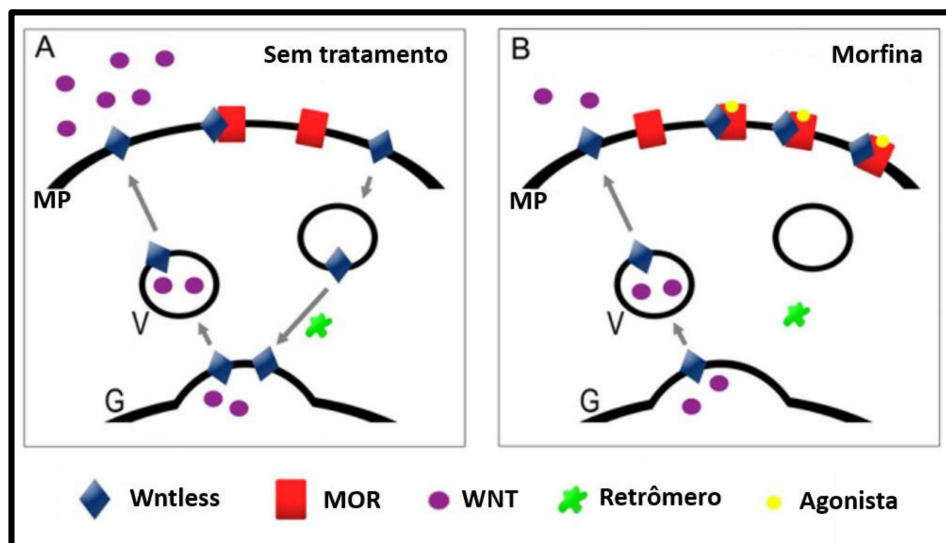 A
Sem tratamento
MP
V
G
B
Morfina
MP
V
G
Wntless
MOR
WNT
Retrômero
Agonista